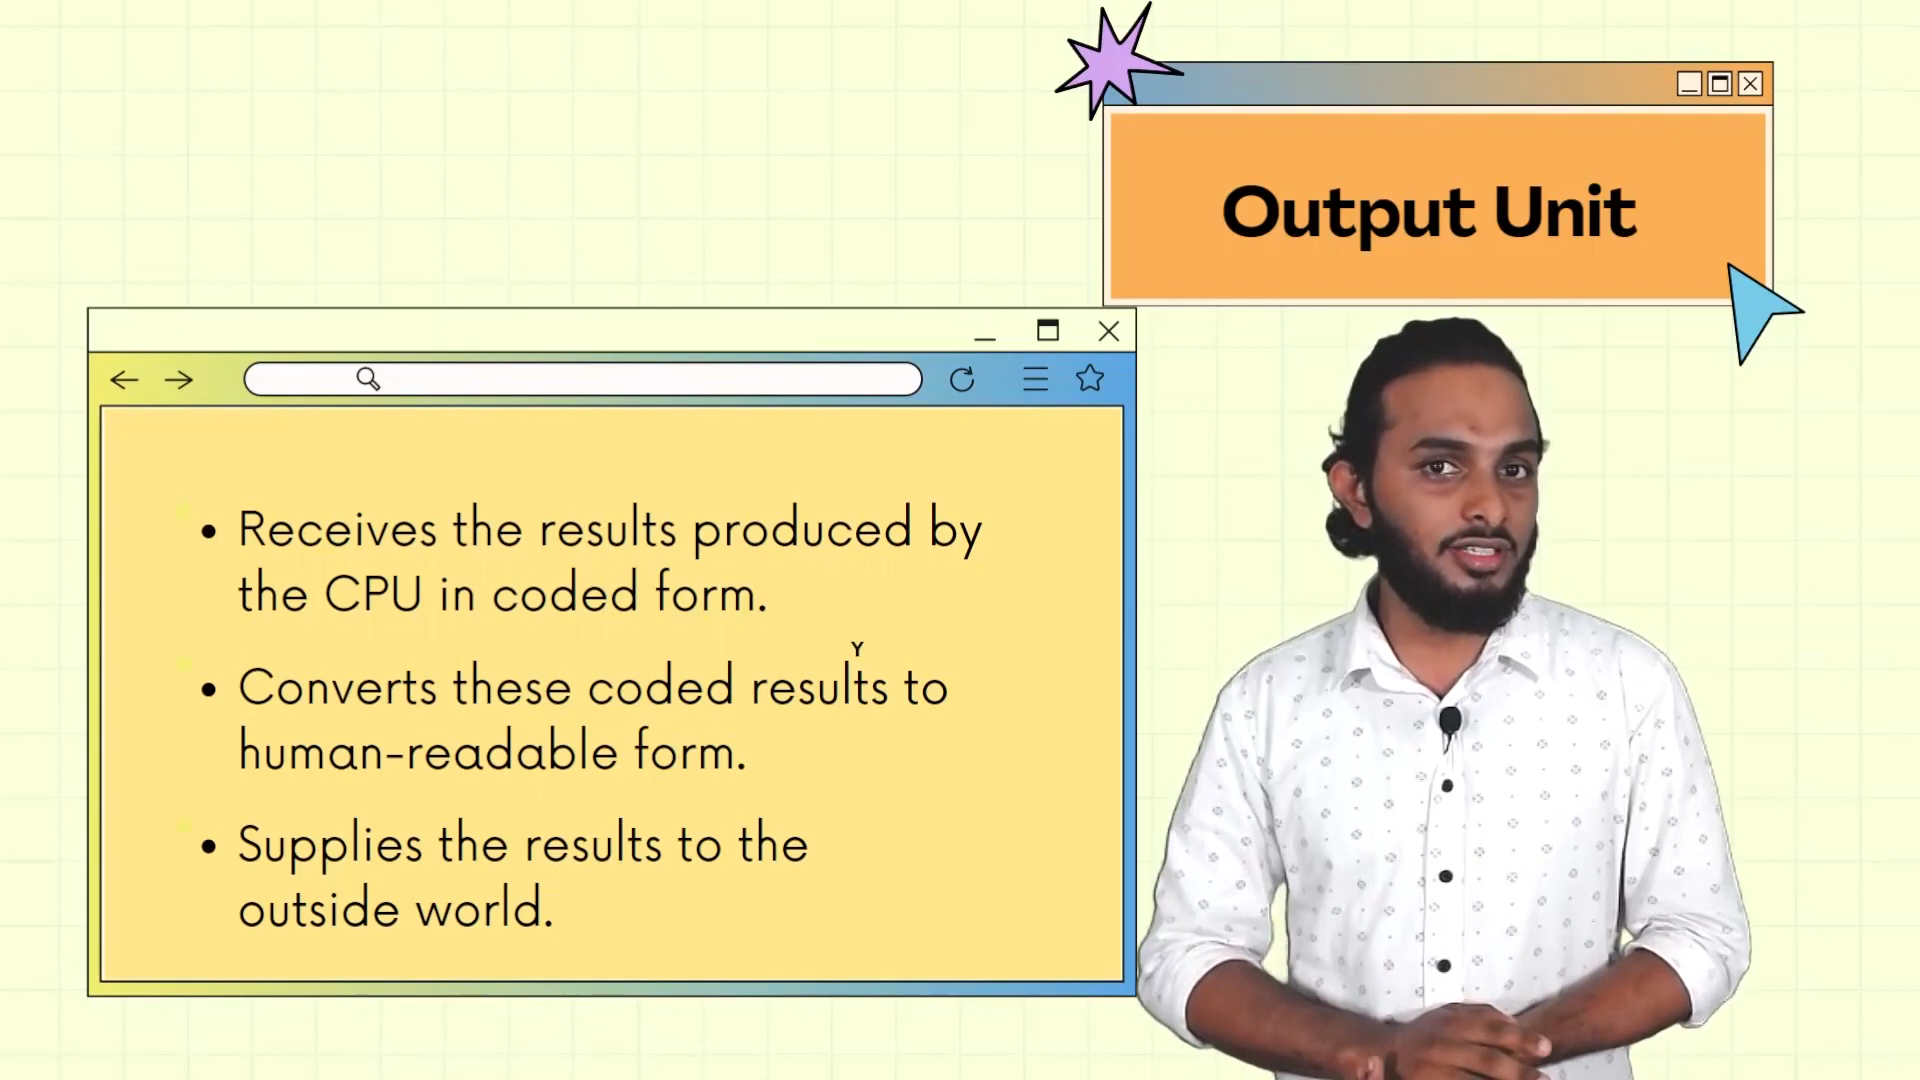 Output Unit
• Receives the results produced by
the CPU in coded form.
Y
• Converts these coded results to
human-readable form.
• Supplies the results to the
outside world.